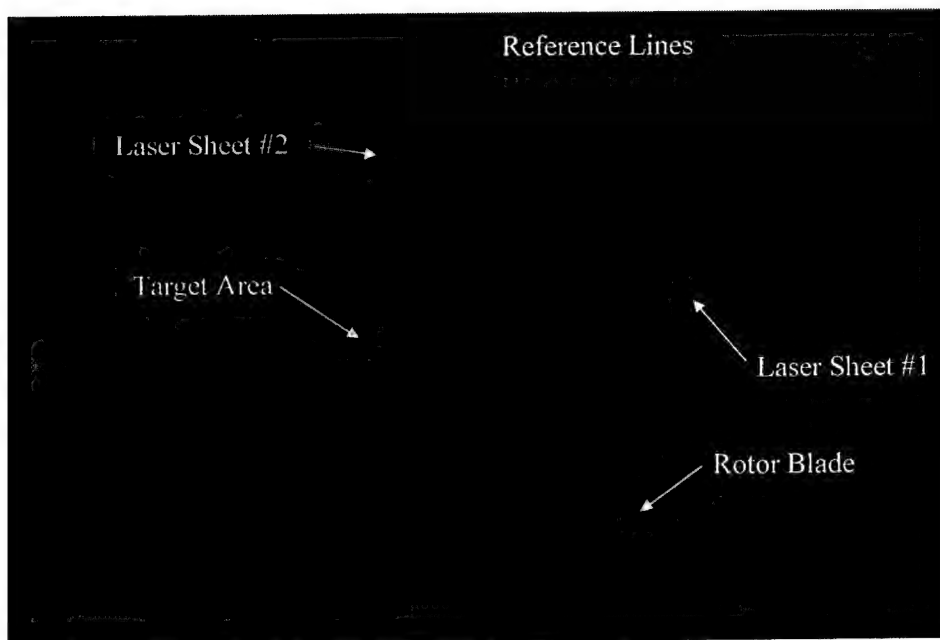 Reference Lines
Laser Sheet #2
Target Area
Laser Sheet #1
Rotor Blade